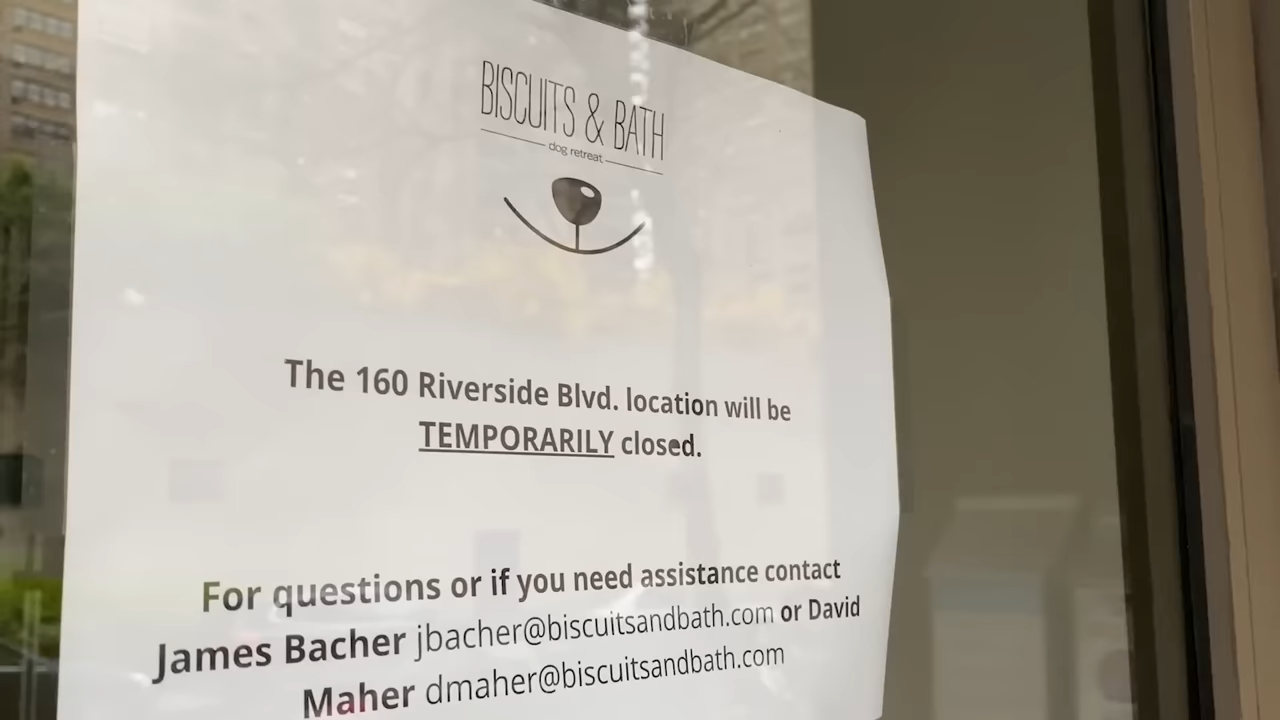 BISCUITS & BATH
dog retreat
The 160 Riverside Blvd. location will be
TEMPORARILY closed.
For questions or if you need assistance contact
James Bacher jbacher@biscuitsandbath.com or David
Maher dmaher@biscuitsandbath.com